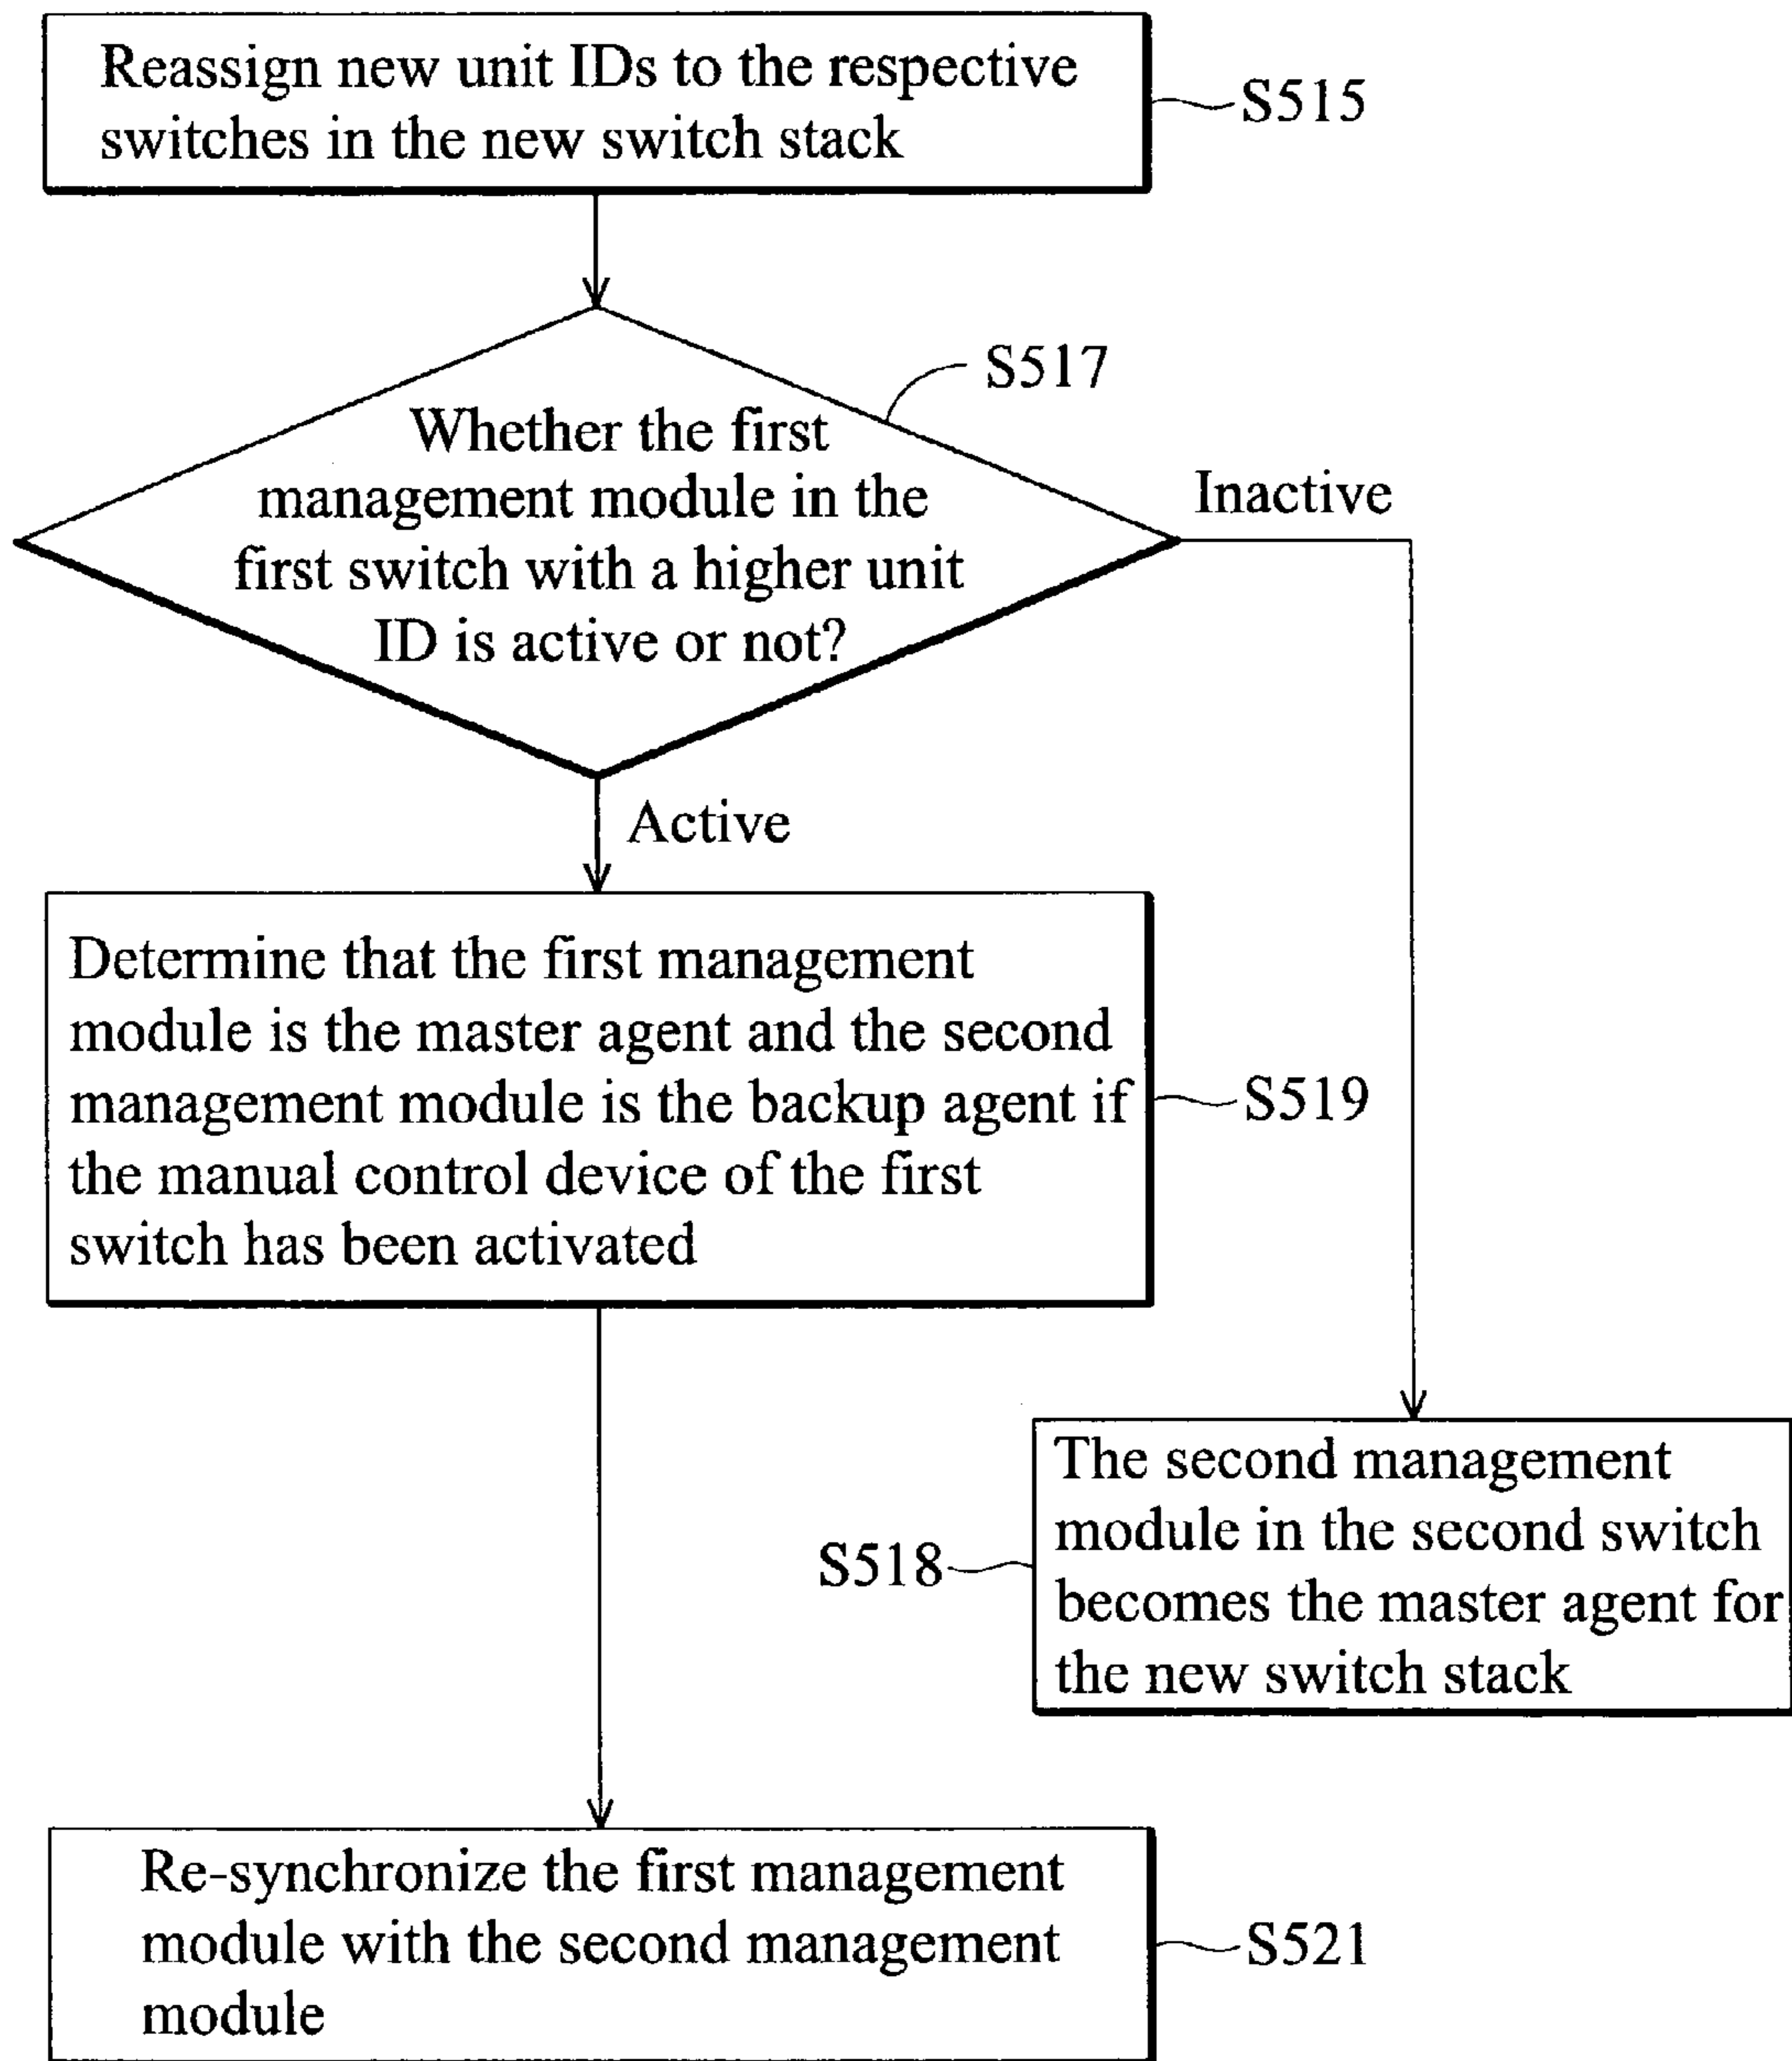 Reassign new unit IDs to the respective
switches in the new switch stack
S515
S517
Whether the first
management module in the
first switch with a higher unit
ID is active or not?
Inactive
Active
Determine that the first management
module is the master agent and the second
management module is the backup agent if
the manual control device of the first
switch has been activated
S519
The second management
module in the second switch
becomes the master agent for
the new switch stack
S518
Re-synchronize the first management
module with the second management
module
S521